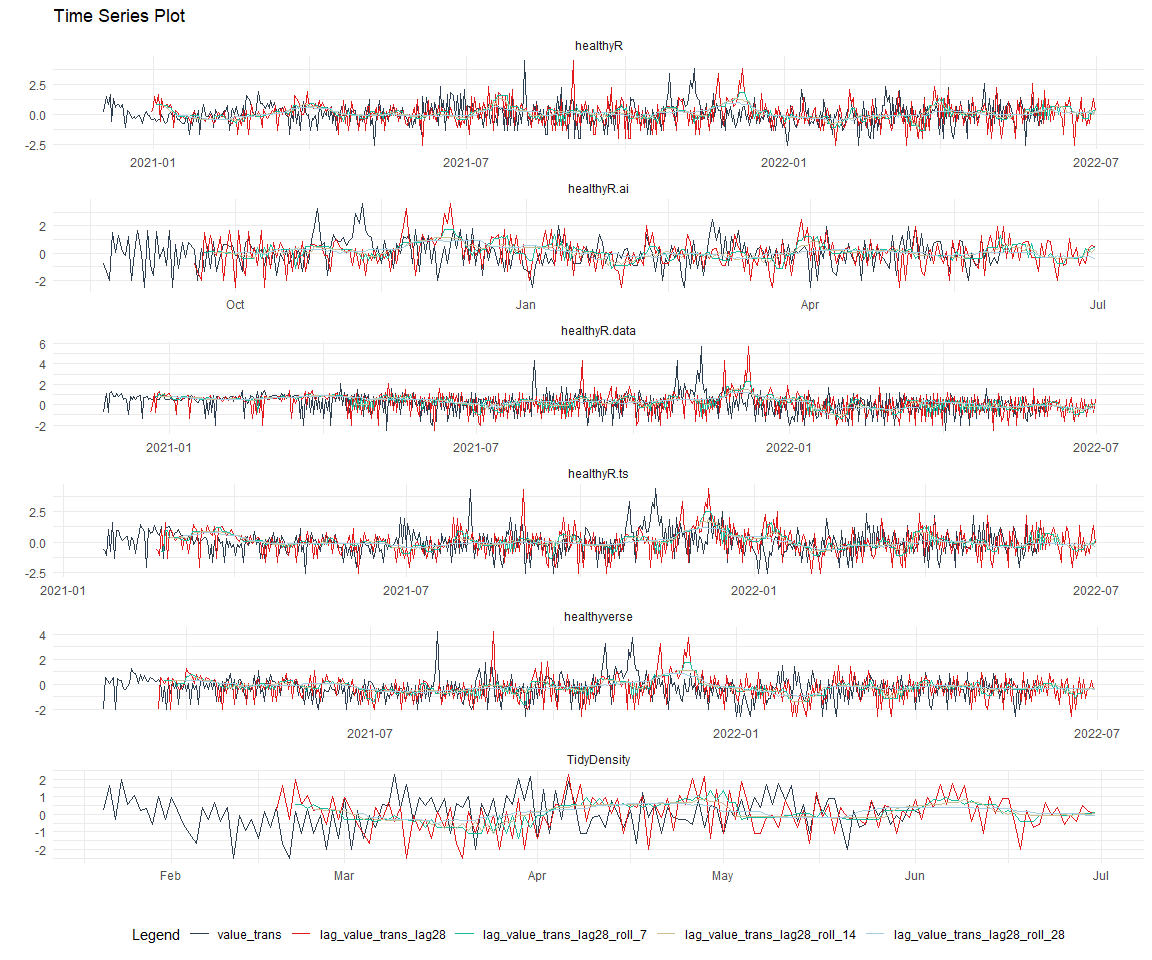 Time Series Plot
healthyR
2.5
0.0
-2.5
2021-01 2021-07 2022-01 2022-07
healthyR.ai
2
0
-2
Oct Jan Apr Jul
healthyR.data
6
4
2
0
-2
2021-01 2021-07 2022-01 2022-07
healthyR.ts
2.5
0.0
-2.5
2021-01 2021-07 2022-01 2022-07
healthyverse
4
2
0
-2
2021-07 2022-01 2022-07
TidyDensity
2
1
0
-1
-2
Feb Mar Apr May Jun Jul
Legend value_trans lag_value_trans_lag28 lag_value_trans_lag28_roll_7 lag_value_trans_lag28_roll_14 lag_value_trans_lag28_roll_28